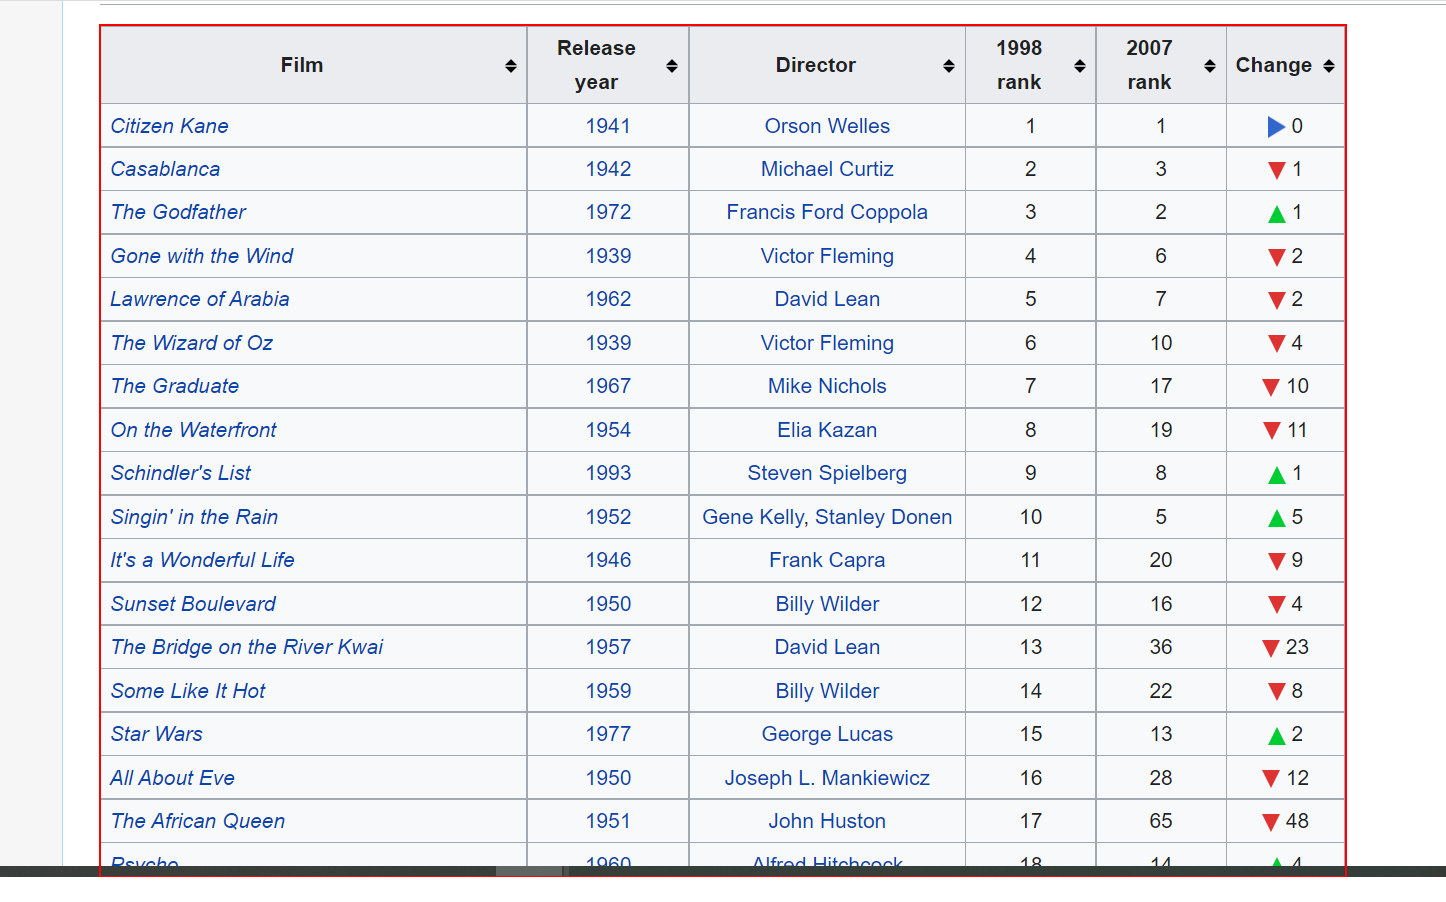 Film Release year Director 1998 rank 2007 rank Change
Citizen Kane 1941 Orson Welles 1 1 0
Casablanca 1942 Michael Curtiz 2 3 1
The Godfather 1972 Francis Ford Coppola 3 2 1
Gone with the Wind 1939 Victor Fleming 4 6 2
Lawrence of Arabia 1962 David Lean 5 7 2
The Wizard of Oz 1939 Victor Fleming 6 10 4
The Graduate 1967 Mike Nichols 7 17 10
On the Waterfront 1954 Elia Kazan 8 19 11
Schindler's List 1993 Steven Spielberg 9 8 1
Singin' in the Rain 1952 Gene Kelly, Stanley Donen 10 5 5
It's a Wonderful Life 1946 Frank Capra 11 20 9
Sunset Boulevard 1950 Billy Wilder 12 16 4
The Bridge on the River Kwai 1957 David Lean 13 36 23
Some Like It Hot 1959 Billy Wilder 14 22 8
Star Wars 1977 George Lucas 15 13 2
All About Eve 1950 Joseph L. Mankiewicz 16 28 12
The African Queen 1951 John Huston 17 65 48
Psycho 1960 Alfred Hitchcock 18 14 4